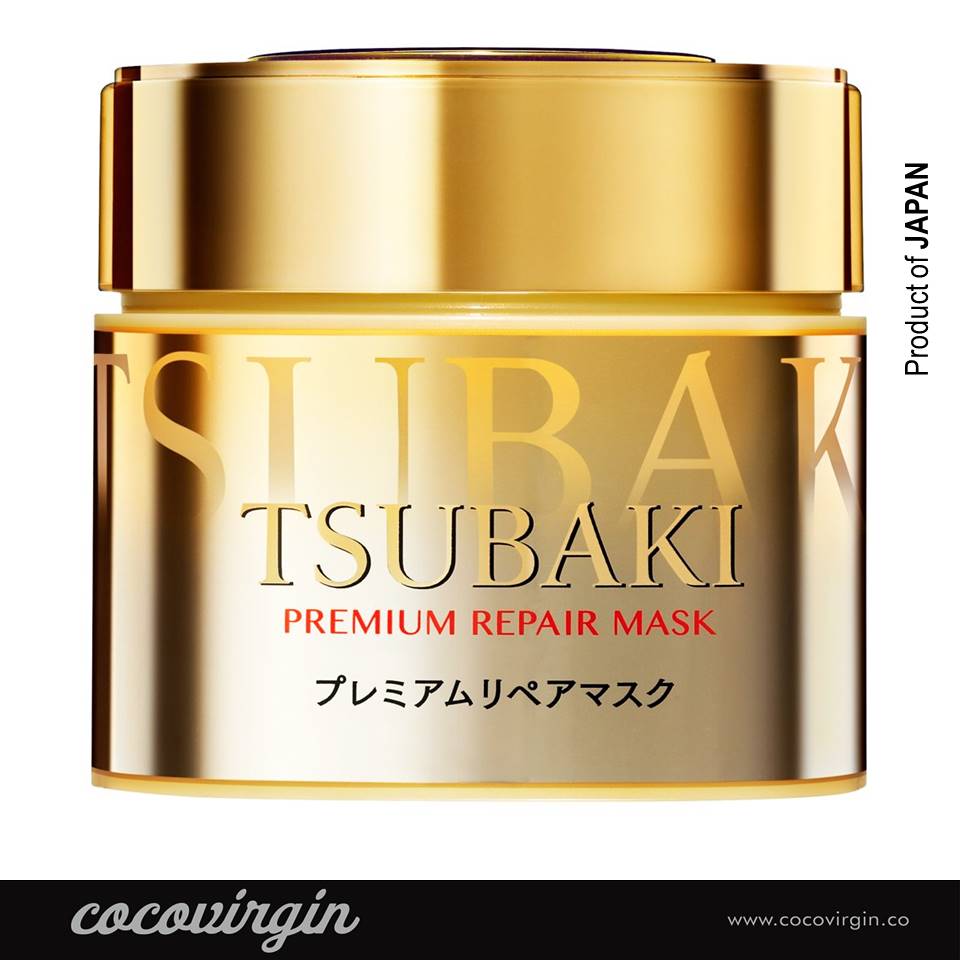 TSUBAK
TSUBAKI
PREMIUM REPAIR MASK
プレミアムリペアマスク
Product of JAPAN
cocovirgin
www.cocovirgin.co